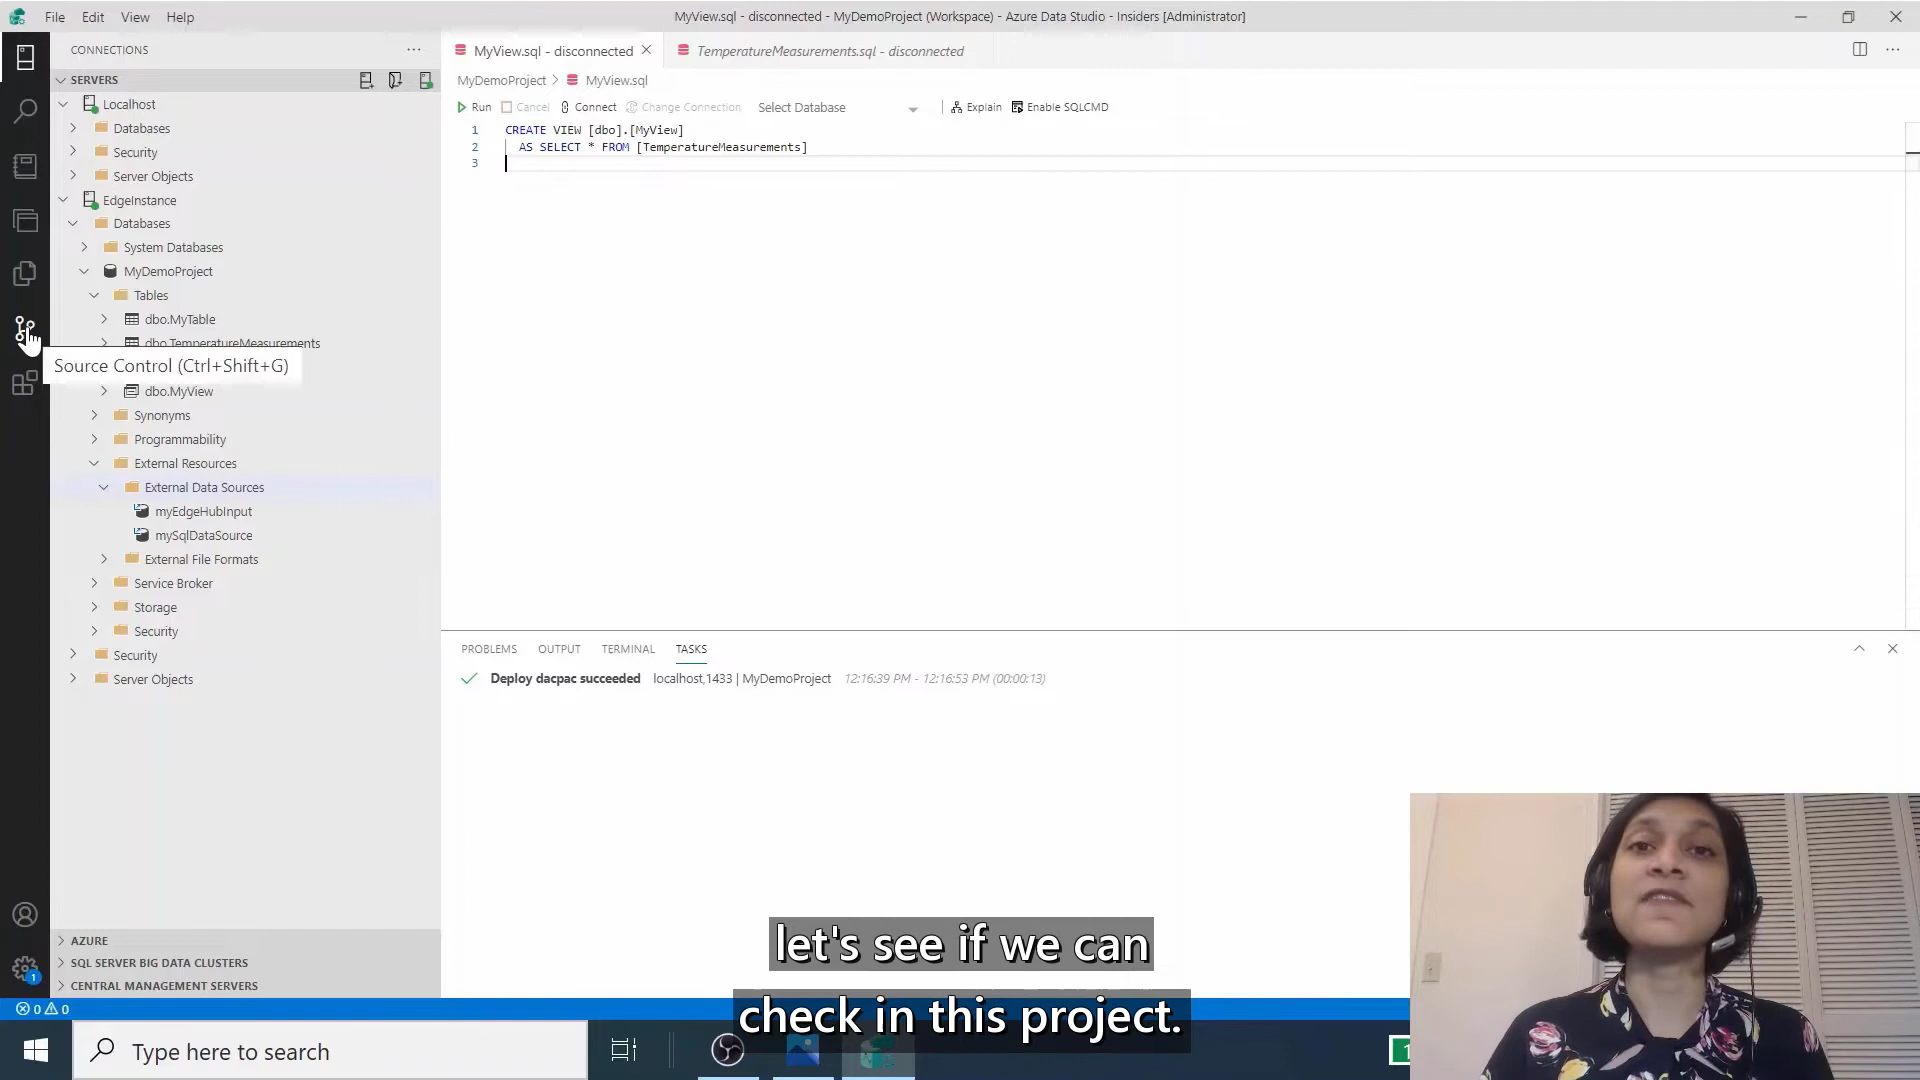 File Edit View Help
MyView.sql - disconnected - MyDemoProject (Workspace) - Azure Data Studio - Insiders [Administrator]
CONNECTIONS
SERVERS
Localhost
Databases
Security
Server Objects
EdgeInstance
Databases
System Databases
MyDemoProject
Tables
dbo.MyTable
dbo.TemperatureMeasurements
Source Control (Ctrl+Shift+G)
dbo.MyView
Synonyms
Programmability
External Resources
External Data Sources
myEdgeHubInput
mySqlDataSource
External File Formats
Service Broker
Storage
Security
Security
Server Objects
AZURE
SQL SERVER BIG DATA CLUSTERS
CENTRAL MANAGEMENT SERVERS
1
0 0
MyView.sql - disconnected
TemperatureMeasurements.sql - disconnected
MyDemoProject > MyView.sql
Run Cancel Connect Change Connection Select Database Explain Enable SQLCMD
1 CREATE VIEW [dbo].[MyView]
2 AS SELECT * FROM [TemperatureMeasurements]
3
PROBLEMS OUTPUT TERMINAL TASKS
Deploy dacpac succeeded localhost,1433 | MyDemoProject 12:16:39 PM - 12:16:53 PM (00:00:13)
let's see if we can
check in this project.
Type here to search
1